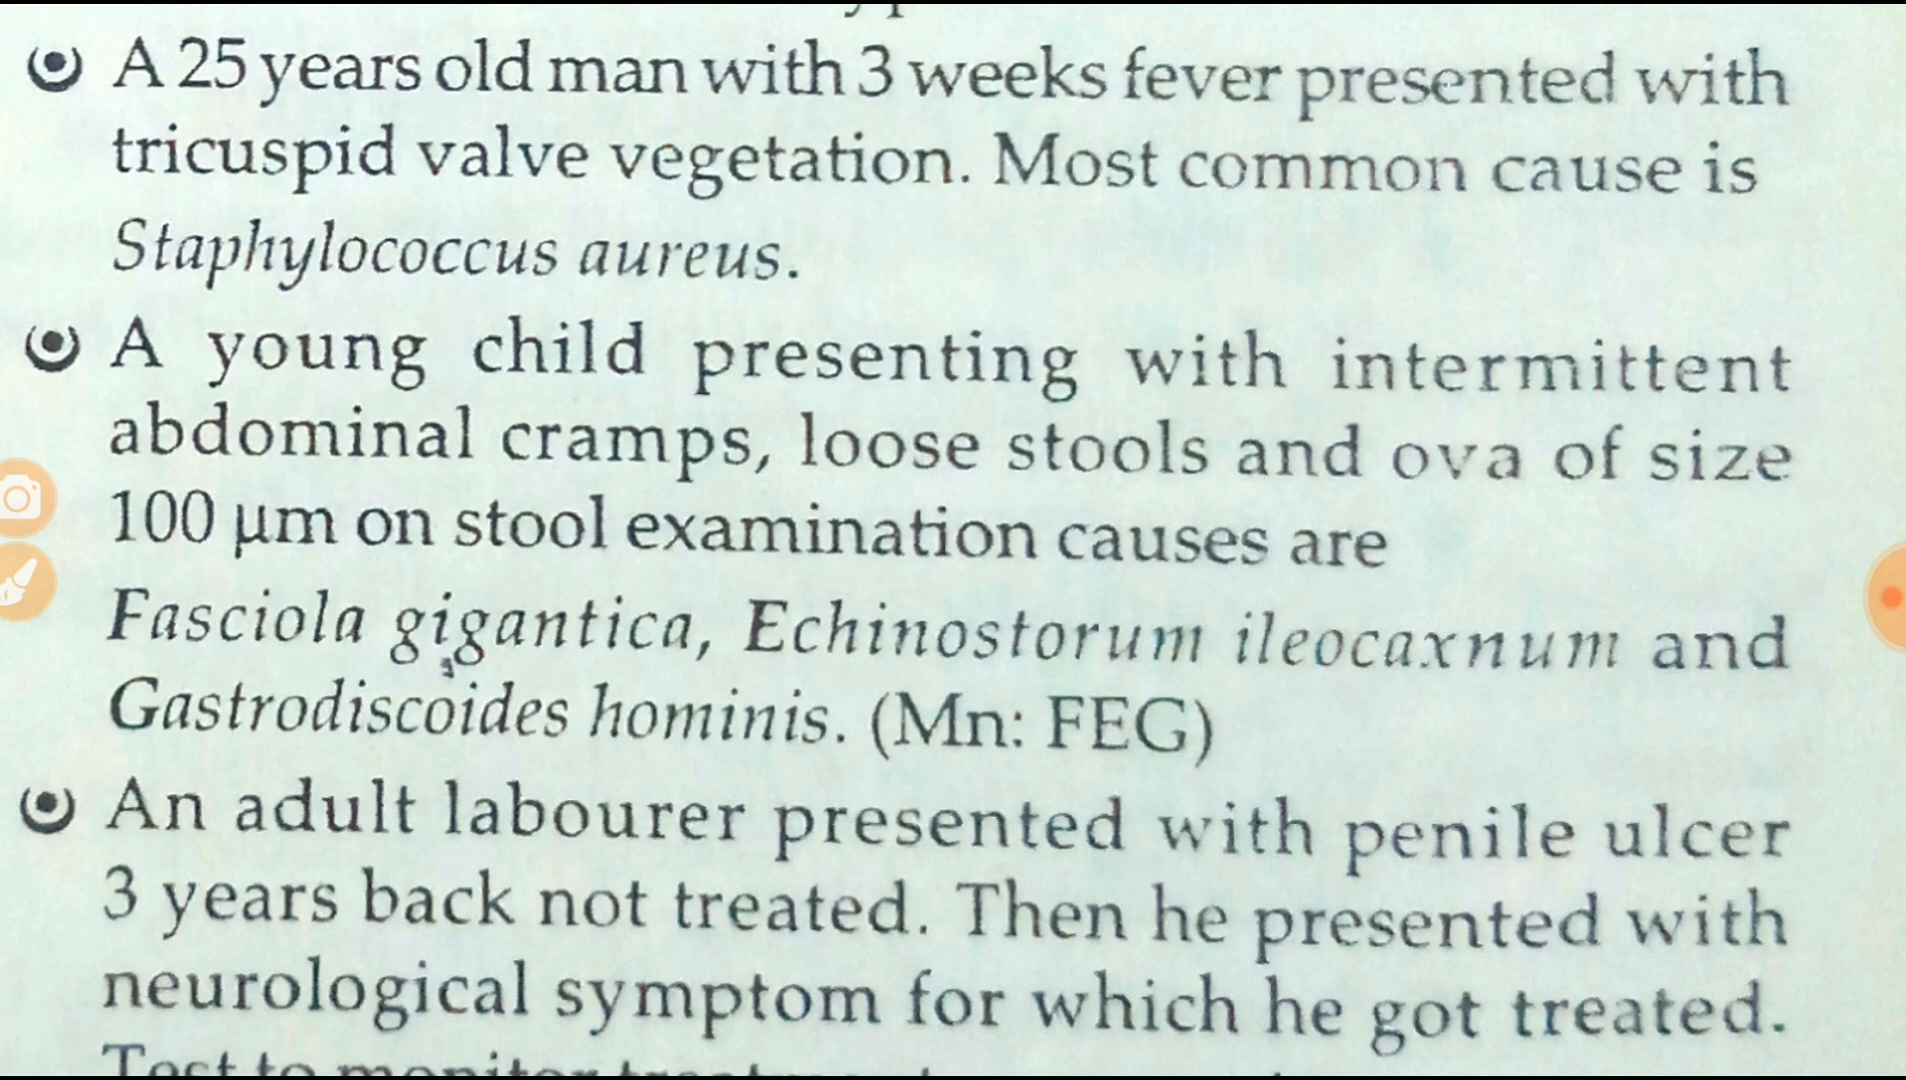 A 25 years old man with 3 weeks fever presented with
tricuspid valve vegetation. Most common cause is
Staphylococcus aureus.
A young child presenting with intermittent
abdominal cramps, loose stools and ova of size
100 µm on stool examination causes are
Fasciola gigantica, Echinostorum ileocaxnum and
Gastrodiscoides hominis. (Mn: FEG)
An adult labourer presented with penile ulcer
3 years back not treated. Then he presented with
neurological symptom for which he got treated.
Test to monitor